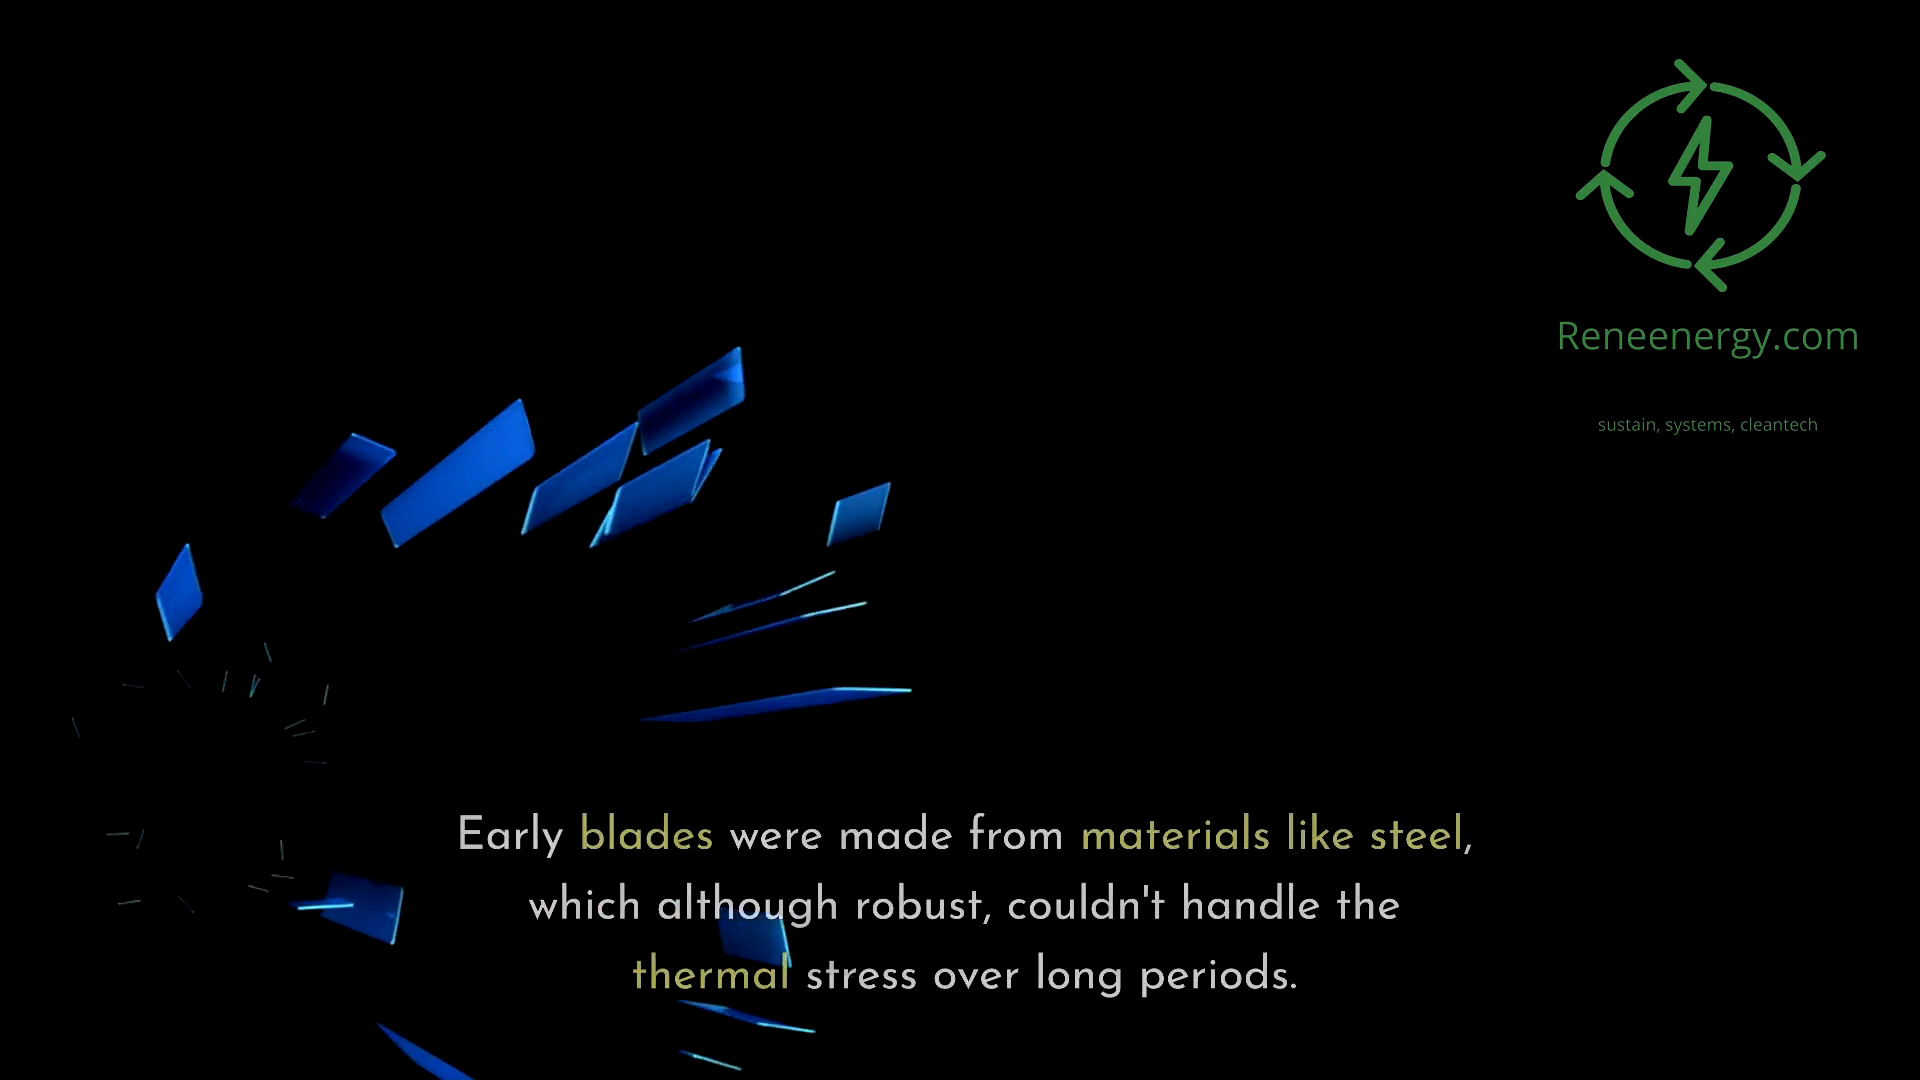 Reneenergy.com
sustain, systems, cleantech
Early blades were made from materials like steel,
which although robust, couldn't handle the
thermal stress over long periods.